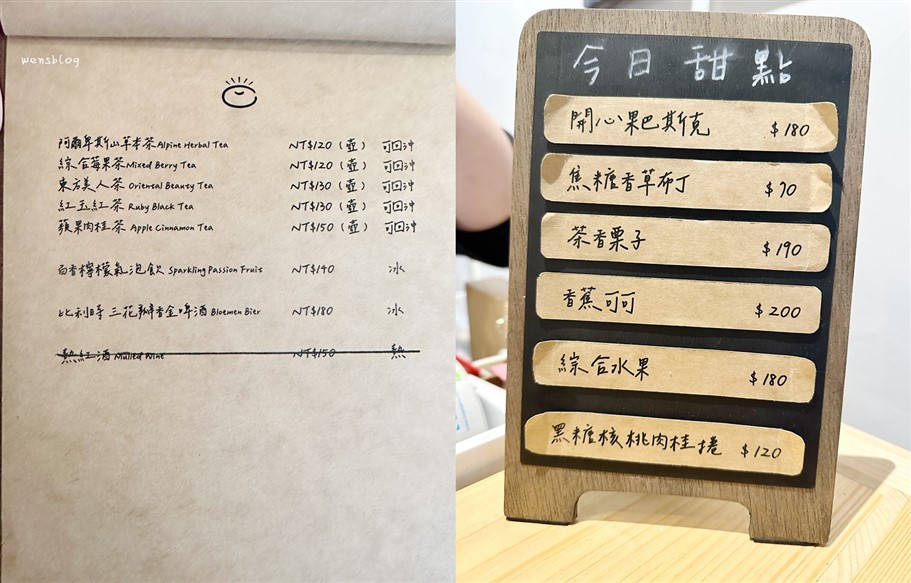 wensblog
阿爾卑斯山草本茶 Alpine Herbal Tea NT$120 (壺) 可回沖
綜合莓果茶 Mixed Berry Tea NT$120 (壺) 可回沖
東方美人茶 Oriental Beauty Tea NT$130 (壺) 可回沖
紅玉紅茶 Ruby Black Tea NT$130 (壺) 可回沖
蘋果肉桂茶 Apple Cinnamon Tea NT$150 (壺) 可回沖
百香檸檬氣泡飲 Sparkling Passion Fruit NT$140 冰
比利時三花瓣香金啤酒 Bloemen Bier NT$180 冰
熱紅酒 Mulled Wine NT$150 熱
今日甜點
開心果巴斯克 $180
焦糖香草布丁 $70
茶香栗子 $190
香蕉可可 $200
綜合水果 $180
黑糖核桃肉桂捲 $120